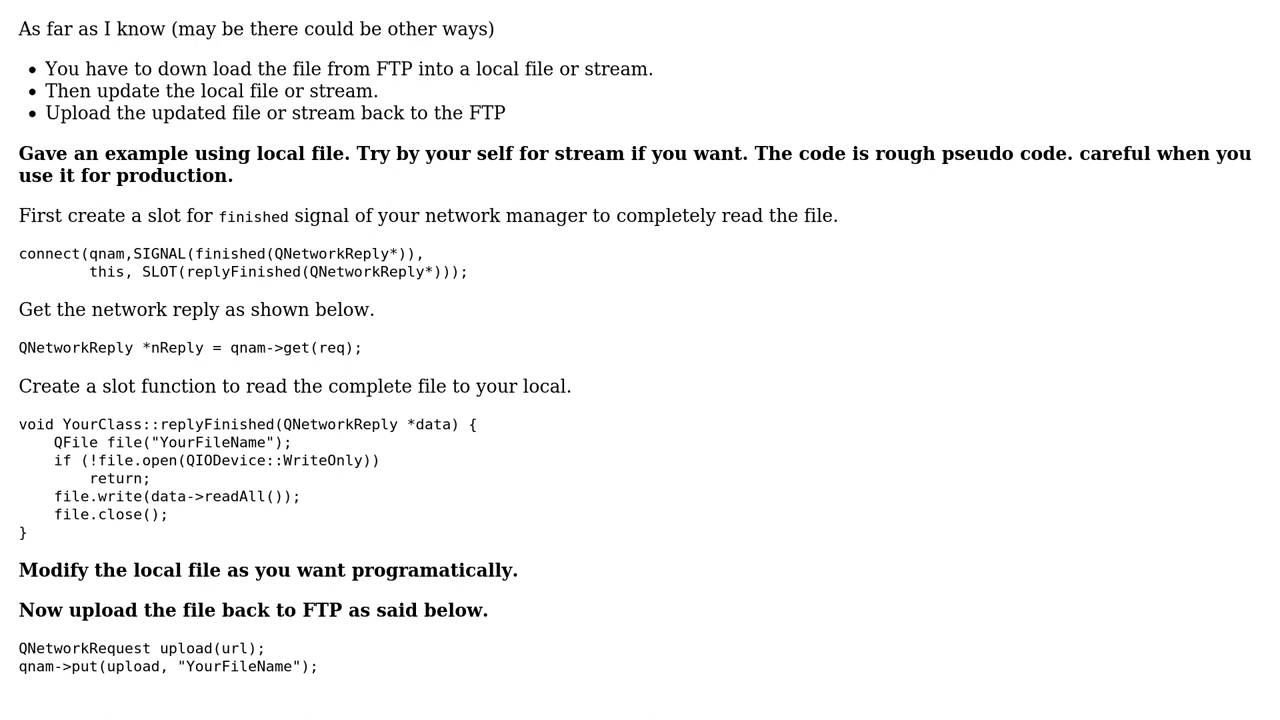 As far as I know (may be there could be other ways)
• You have to down load the file from FTP into a local file or stream.
• Then update the local file or stream.
• Upload the updated file or stream back to the FTP
Gave an example using local file. Try by your self for stream if you want. The code is rough pseudo code. careful when you
use it for production.
First create a slot for finished signal of your network manager to completely read the file.
connect(qnam,SIGNAL(finished(QNetworkReply*)),
        this, SLOT(replyFinished(QNetworkReply*)));
Get the network reply as shown below.
QNetworkReply *nReply = qnam->get(req);
Create a slot function to read the complete file to your local.
void YourClass::replyFinished(QNetworkReply *data) {
    QFile file("YourFileName");
    if (!file.open(QIODevice::WriteOnly))
        return;
    file.write(data->readAll());
    file.close();
}
Modify the local file as you want programatically.
Now upload the file back to FTP as said below.
QNetworkRequest upload(url);
qnam->put(upload, "YourFileName");